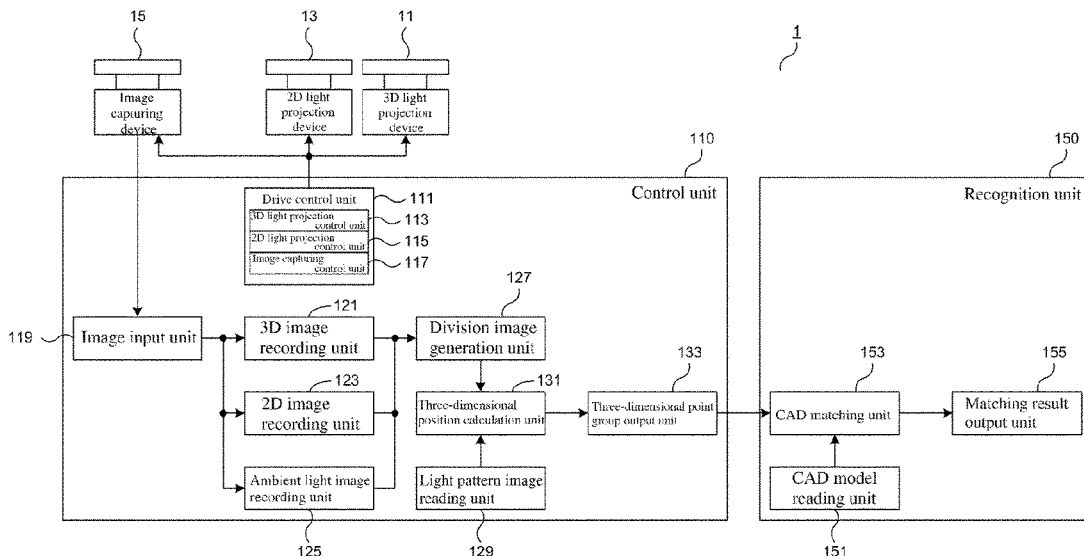 15
13
11
1
Image
capturing
device
2D light
projection
device
3D light
projection
device
110
150
Control unit
Recognition unit
Drive control unit
111
3D light projection
control unit
113
2D light projection
control unit
115
Image capturing
control unit
117
127
121
119
Image input unit
3D image
recording unit
Division image
generation unit
123
131
133
153
155
2D image
recording unit
Three-dimensional
position calculation unit
Three-dimensional point
group output unit
CAD matching unit
Matching result
output unit
Ambient light image
recording unit
Light pattern image
reading unit
CAD model
reading unit
125
129
151